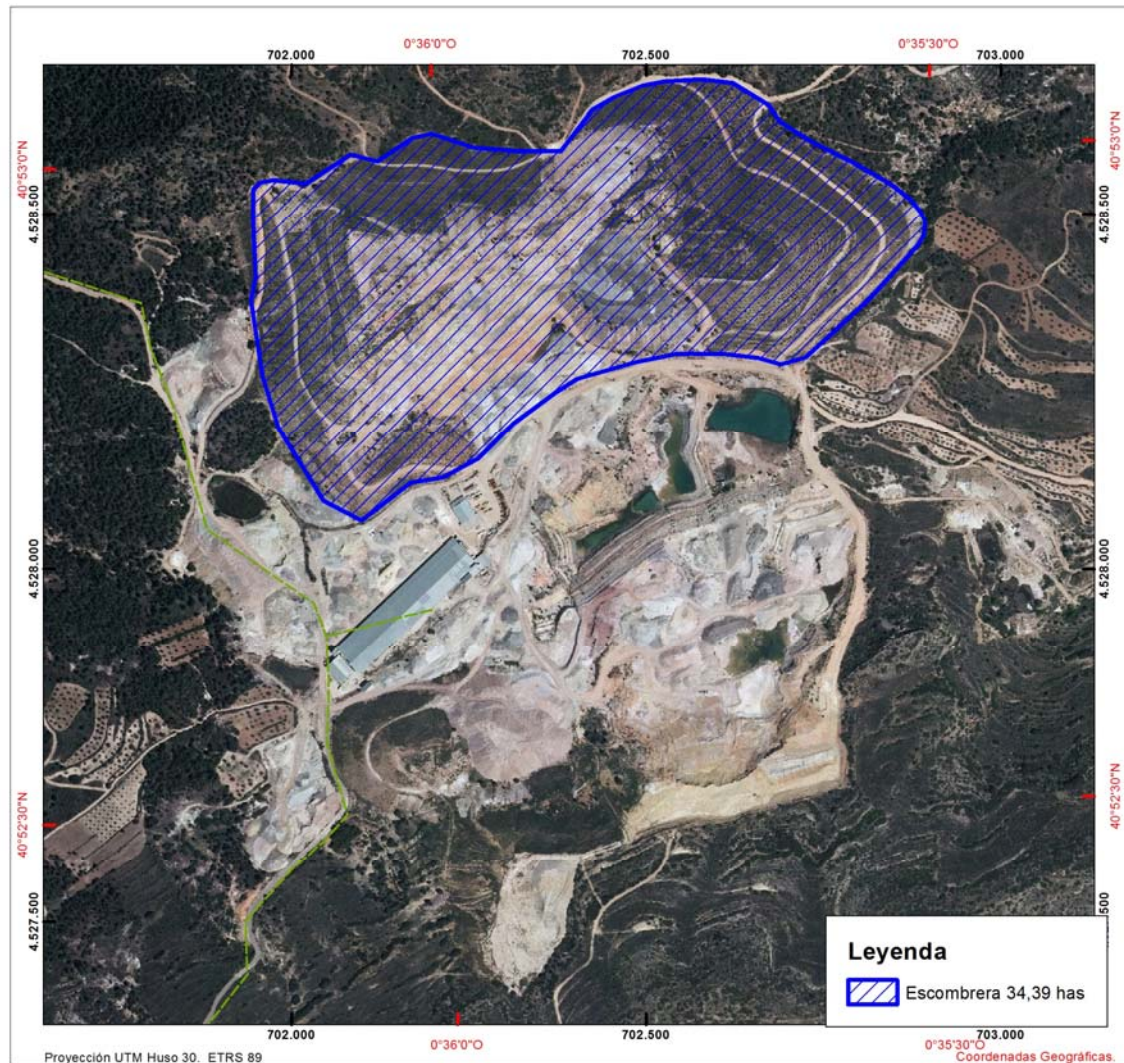 0°36'0"O
0°35'30"O
702.000
702.500
703.000
40°53'0"N
40°53'0"N
4.528.500
4.528.500
4.528.000
4.528.000
40°52'30"N
40°52'30"N
4.527.500
.500
Leyenda
Escombrera 34,39 has
702.000
702.500
703.000
0°36'0"O
0°35'30"O
Proyección UTM Huso 30. ETRS 89
Coordenadas Geográficas.